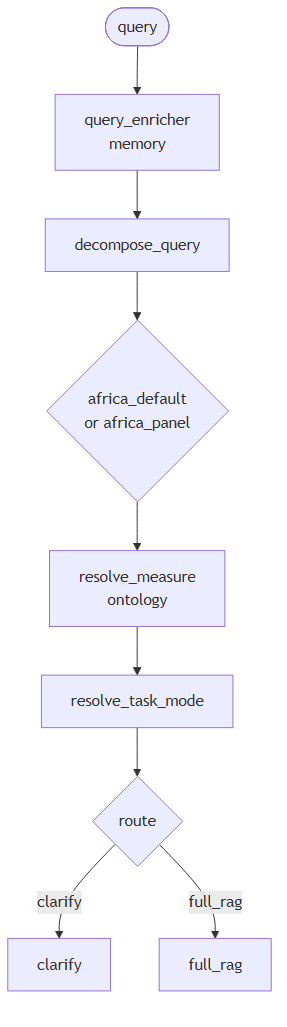 query
query_enricher
memory
decompose_query
africa_default
or africa_panel
resolve_measure
ontology
resolve_task_mode
route
clarify
full_rag
clarify
full_rag